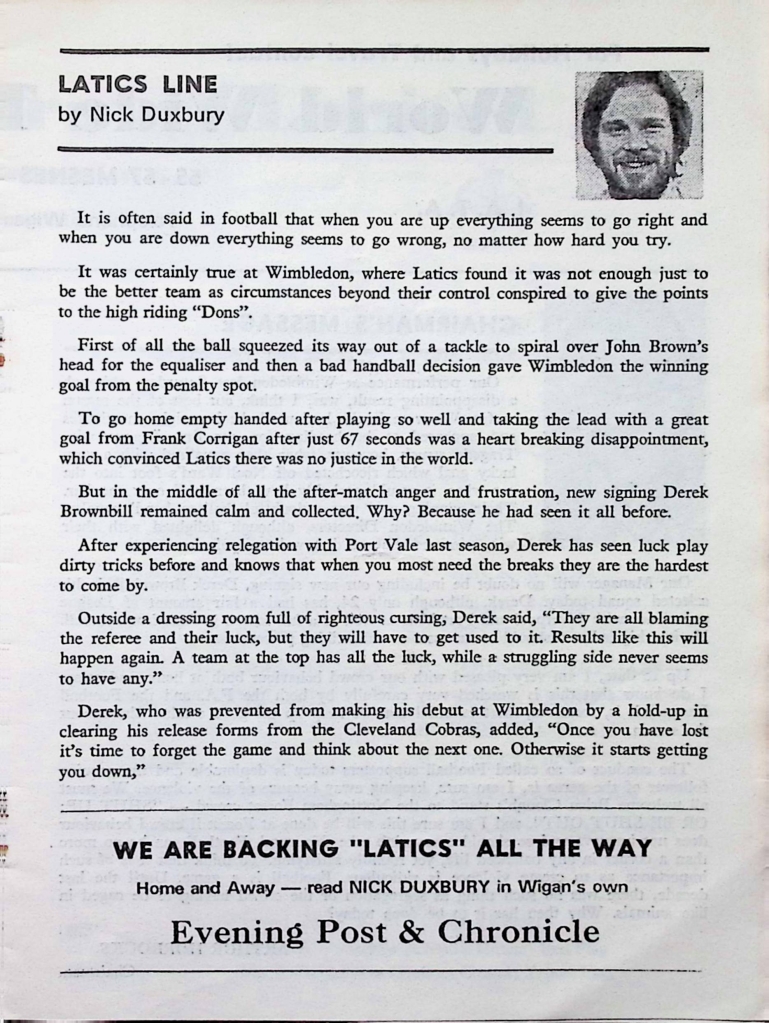 LATICS LINE
by Nick Duxbury
It is often said in football that when you are up everything seems to go right and
when you are down everything seems to go wrong, no matter how hard you try.
It was certainly true at Wimbledon, where Latics found it was not enough just to
be the better team as circumstances beyond their control conspired to give the points
to the high riding “Dons”.
First of all the ball squeezed its way out of a tackle to spiral over John Brown’s
head for the equaliser and then a bad handball decision gave Wimbledon the winning
goal from the penalty spot.
To go home empty handed after playing so well and taking the lead with a great
goal from Frank Corrigan after just 67 seconds was a heart breaking disappointment,
which convinced Latics there was no justice in the world.
But in the middle of all the after-match anger and frustration, new signing Derek
Brownbill remained calm and collected. Why? Because he had seen it all before.
After experiencing relegation with Port Vale last season, Derek has seen luck play
dirty tricks before and knows that when you most need the breaks they are the hardest
to come by.
Outside a dressing room full of righteous cursing, Derek said, “They are all blaming
the referee and their luck, but they will have to get used to it. Results like this will
happen again. A team at the top has all the luck, while a struggling side never seems
to have any.”
Derek, who was prevented from making his debut at Wimbledon by a hold-up in
clearing his release forms from the Cleveland Cobras, added, “Once you have lost
it’s time to forget the game and think about the next one. Otherwise it starts getting
you down,”
WE ARE BACKING "LATICS" ALL THE WAY
Home and Away — read NICK DUXBURY in Wigan’s own
Evening Post & Chronicle